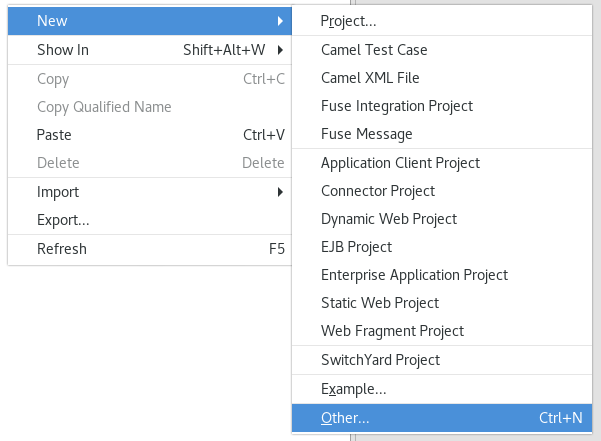 New
Show In Shift+Alt+W
Copy Ctrl+C
Copy Qualified Name
Paste Ctrl+V
Delete Delete
Import
Export...
Refresh F5
Project...
Camel Test Case
Camel XML File
Fuse Integration Project
Fuse Message
Application Client Project
Connector Project
Dynamic Web Project
EJB Project
Enterprise Application Project
Static Web Project
Web Fragment Project
SwitchYard Project
Example...
Other... Ctrl+N